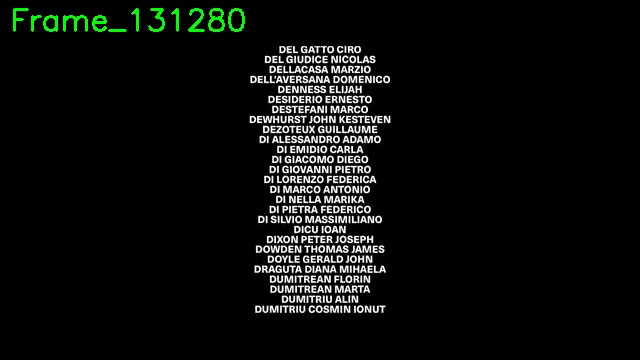 Frame_131280
DEL GATTO CIRO
DEL GIUDICE NICOLAS
DELLACASA MARZIO
DELL'AVERSANA DOMENICO
DENNESS ELIJAH
DESIDERIO ERNESTO
DESTEFANI MARCO
DEWHURST JOHN KESTEVEN
DEZOTEUX GUILLAUME
DI ALESSANDRO ADAMO
DI EMIDIO CARLA
DI GIACOMO DIEGO
DI GIOVANNI PIETRO
DI LORENZO FEDERICA
DI MARCO ANTONIO
DI NELLA MARIKA
DI PIETRA FEDERICO
DI SILVIO MASSIMILIANO
DICU IOAN
DIXON PETER JOSEPH
DOWDEN THOMAS JAMES
DOYLE GERALD JOHN
DRAGUTA DIANA MIHAELA
DUMITREAN FLORIN
DUMITREAN MARTA
DUMITRIU ALIN
DUMITRIU COSMIN IONUT